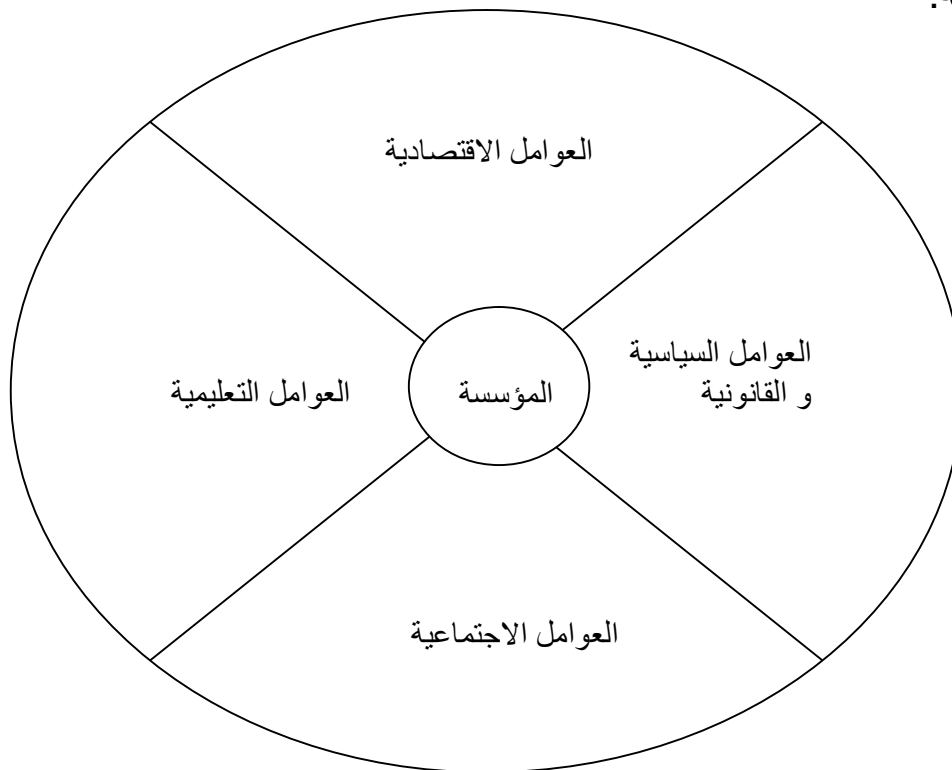 العوامل الاقتصادية
العوامل السياسية
و القانونية
المؤسسة
العوامل التعليمية
العوامل الاجتماعية